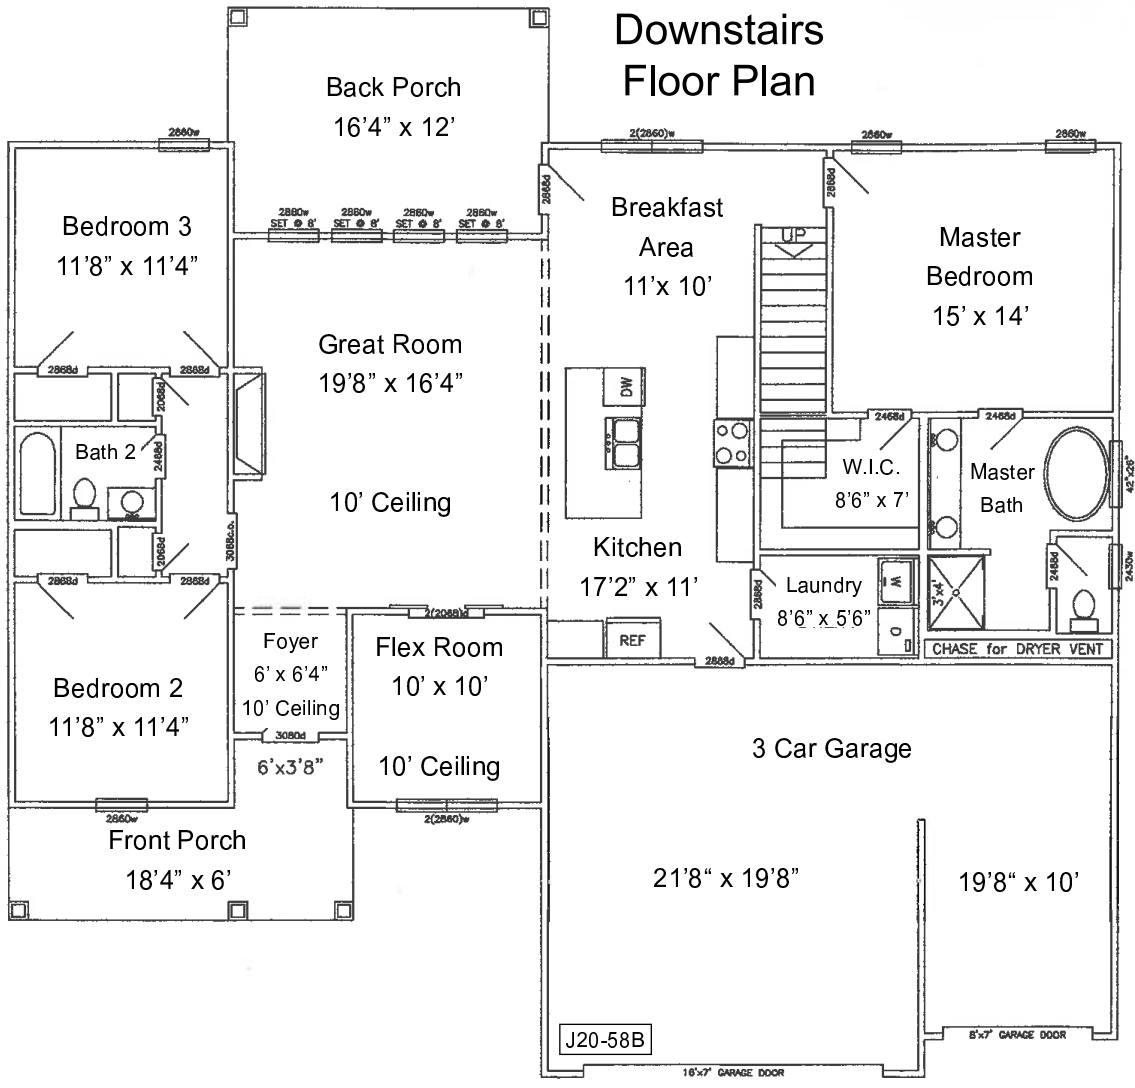 Downstairs
Floor Plan
Back Porch
16'4" x 12'
2860w
2(2860)w
2860w
2860w
2868d
2868d
Bedroom 3
11'8" x 11'4"
2880w
2880w
2880w
2880w
SET @ 8'
SET @ 8'
SET @ 8'
SET @ 8'
Breakfast
Area
11'x 10'
UP
Master
Bedroom
15' x 14'
Great Room
19'8" x 16'4"
10' Ceiling
2868d
2868d
2068d
DW
2468d
2468d
Bath 2
2468d
W.I.C.
8'6" x 7'
Master
Bath
42"x26"
3068c.o.
2068d
2868d
2868d
Kitchen
17'2" x 11'
2868d
Laundry
8'6" x 5'6"
W
D
3'x4'
2468d
2430w
2(2068)d
REF
CHASE for DRYER VENT
2868d
Foyer
6' x 6'4"
10' Ceiling
3080d
6'x3'8"
Flex Room
10' x 10'
10' Ceiling
Bedroom 2
11'8" x 11'4"
2860w
2(2860)w
3 Car Garage
Front Porch
18'4" x 6'
21'8" x 19'8"
19'8" x 10'
J20-58B
8'x7' GARAGE DOOR
16'x7' GARAGE DOOR